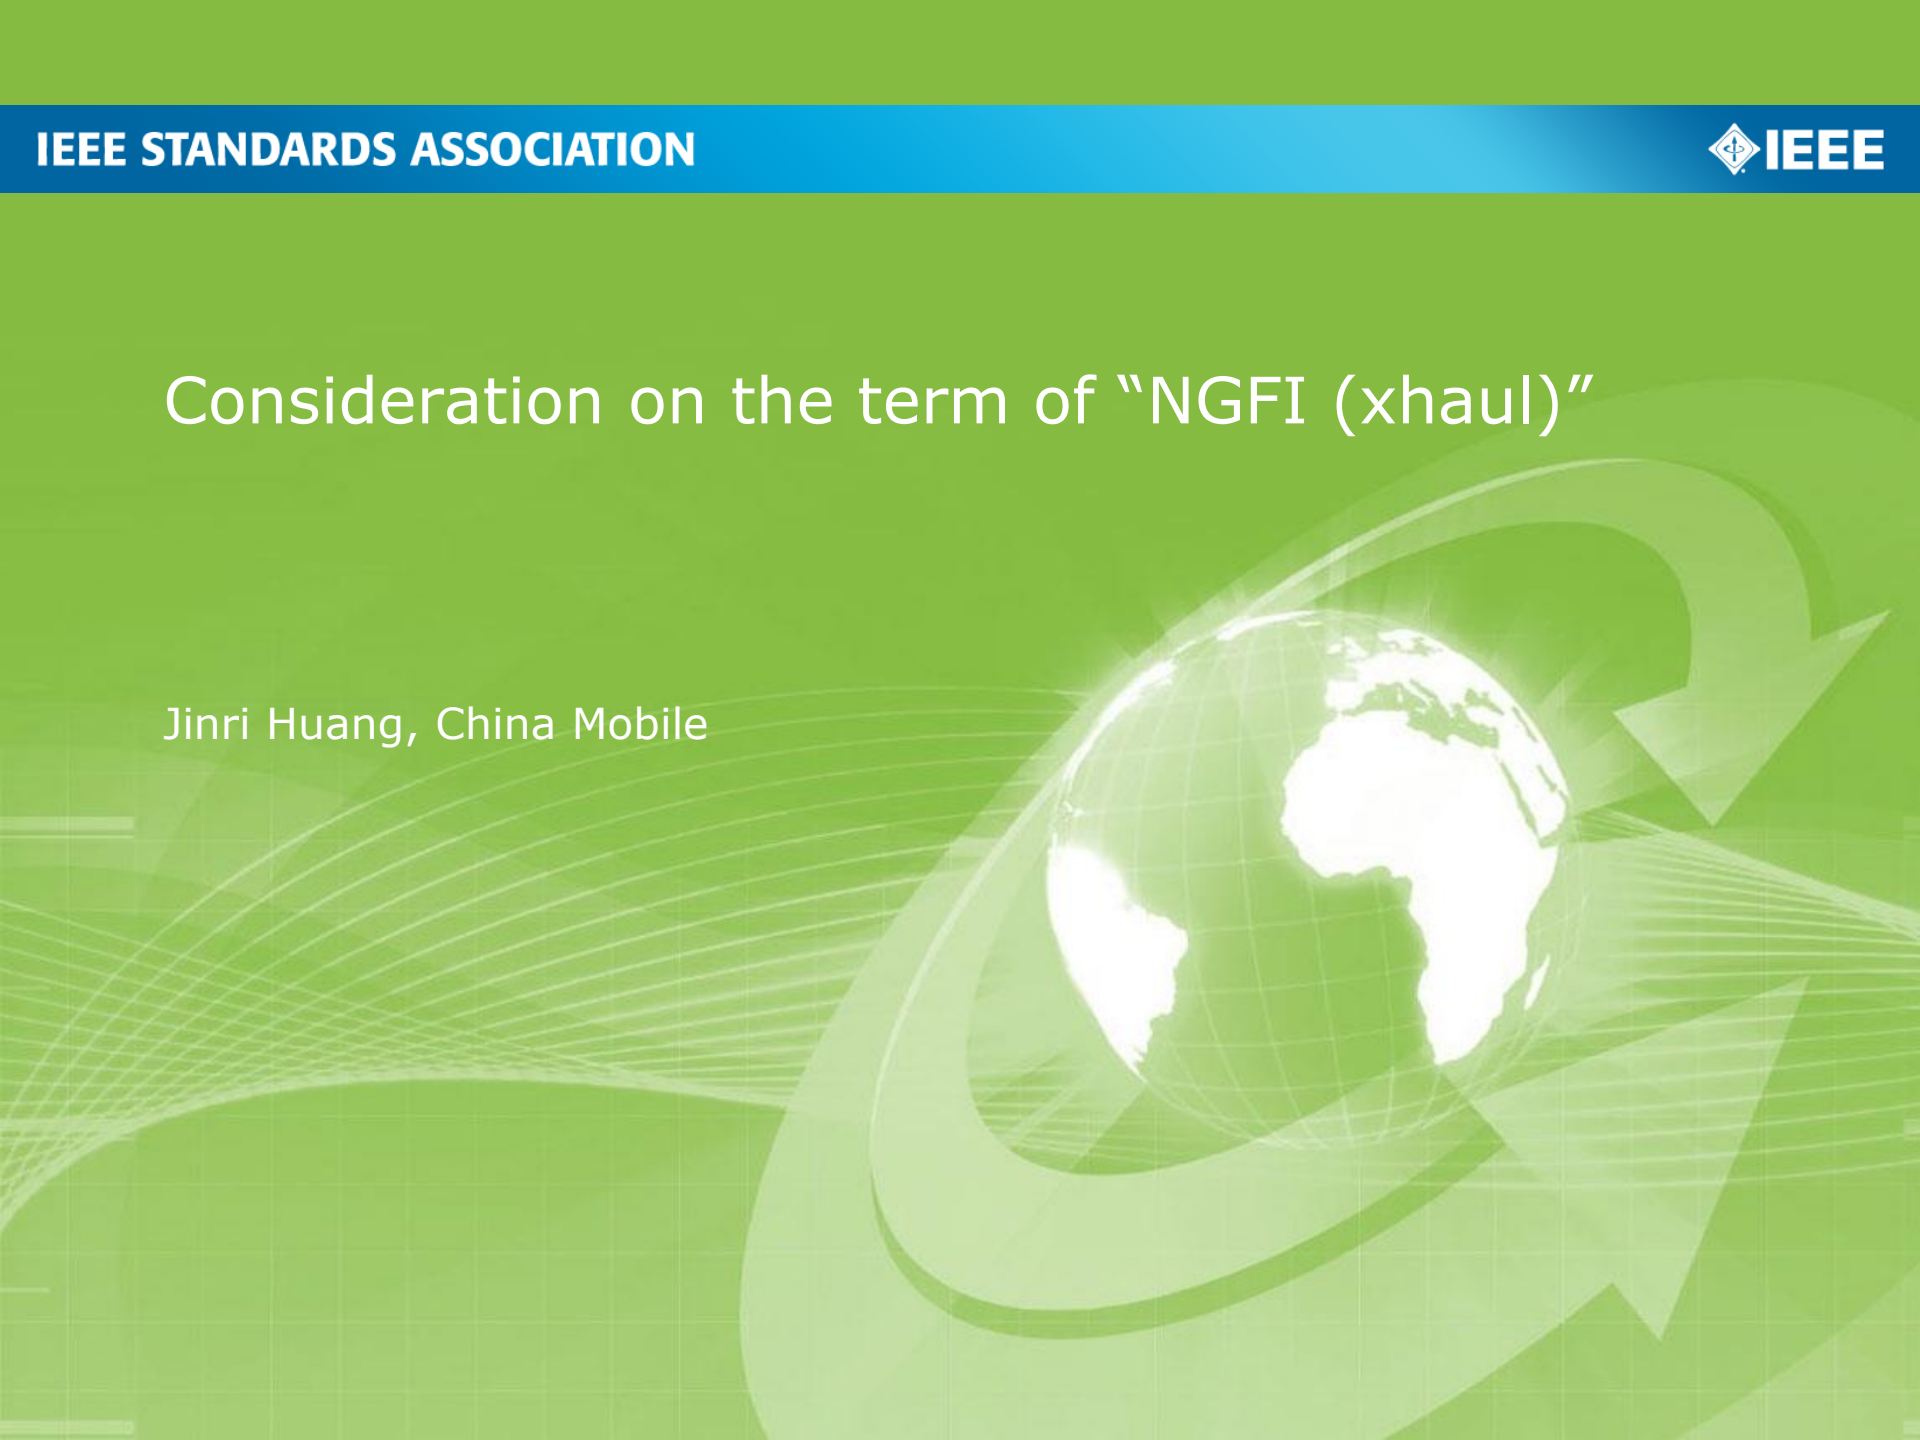 IEEE STANDARDS ASSOCIATION
IEEE
Consideration on the term of “NGFI (xhaul)”
Jinri Huang, China Mobile